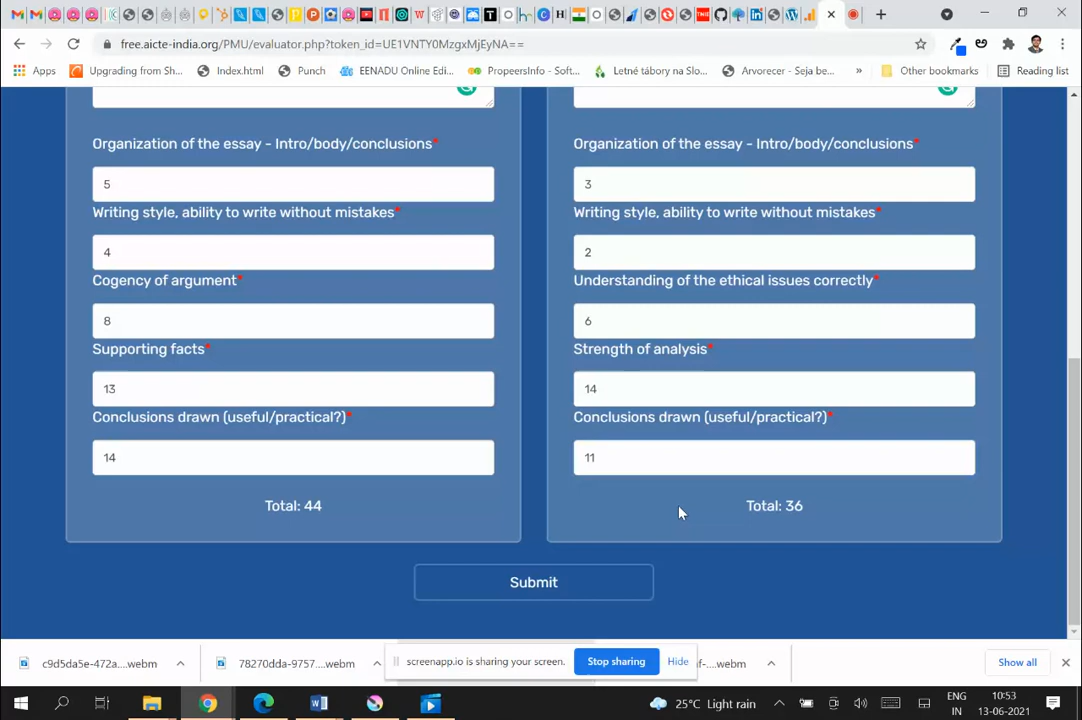 free.aicte-india.org/PMU/evaluator.php?token_id=UE1VNTY0MzgxMjEyNA==
Apps
Upgrading from Sh...
Index.html
Punch
EENADU Online Edi...
PropeersInfo - Soft...
Letné tábory na Slo...
Arvorecer - Seja be...
»
Other bookmarks
Reading list
Organization of the essay - Intro/body/conclusions*
5
Writing style, ability to write without mistakes*
4
Cogency of argument*
8
Supporting facts*
13
Conclusions drawn (useful/practical?)*
14
Total: 44
Organization of the essay - Intro/body/conclusions*
3
Writing style, ability to write without mistakes*
2
Understanding of the ethical issues correctly*
6
Strength of analysis*
14
Conclusions drawn (useful/practical?)*
11
Total: 36
Submit
c9d5da5e-472a....webm
78270dda-9757....webm
screenapp.io is sharing your screen.
Stop sharing
Hide
f-....webm
Show all
25°C Light rain
ENG
IN
10:53
13-06-2021